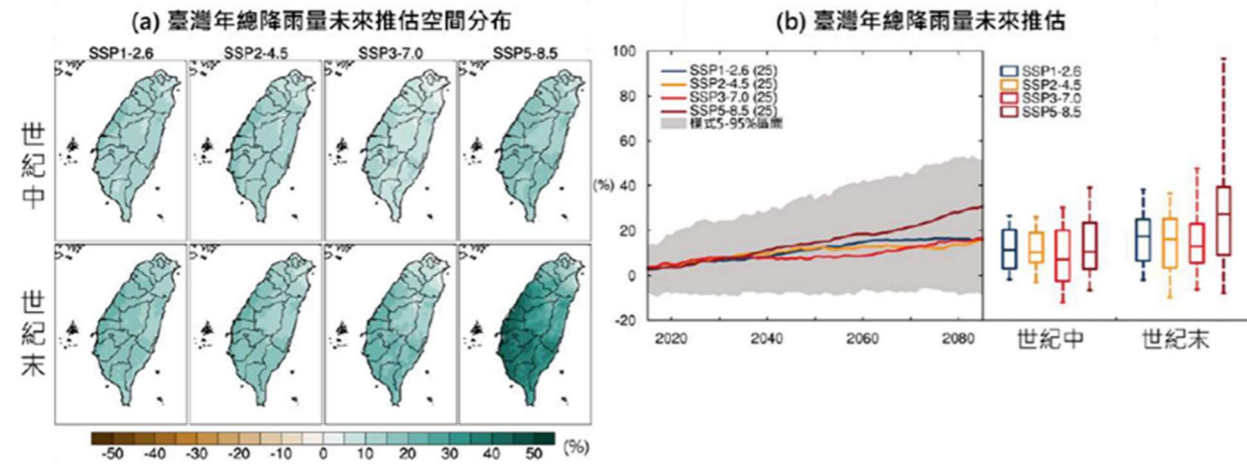 (a) 臺灣年總降雨量未來推估空間分布
SSP1-2.6 SSP2-4.5 SSP3-7.0 SSP5-8.5
世紀中
世紀末
-50 -40 -30 -20 -10 0 10 20 30 40 50 (%)
(b) 臺灣年總降雨量未來推估
100
80
60
40
20
0
-20
(%)
SSP1-2.6 (25)
SSP2-4.5 (25)
SSP3-7.0 (25)
SSP5-8.5 (25)
模式5-95%區間
2020 2040 2060 2080
SSP1-2.6
SSP2-4.5
SSP3-7.0
SSP5-8.5
世紀中 世紀末